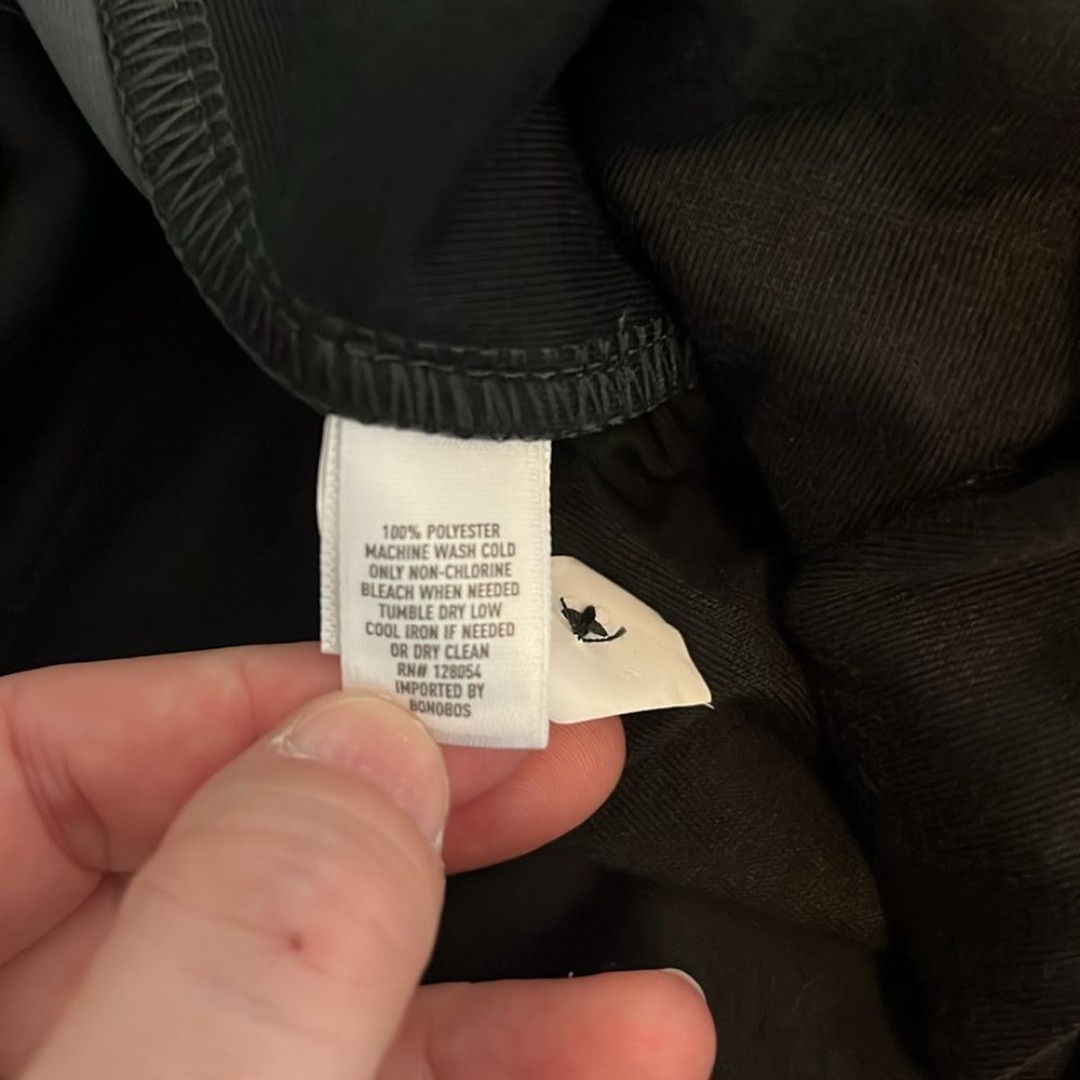 100% POLYESTER
MACHINE WASH COLD
ONLY NON-CHLORINE
BLEACH WHEN NEEDED
TUMBLE DRY LOW
COOL IRON IF NEEDED
OR DRY CLEAN
RN# 128054
IMPORTED BY
BONOBOS